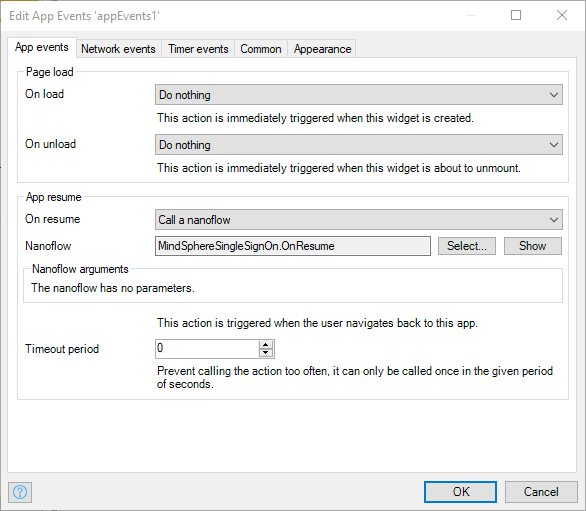 Edit App Events 'appEvents1'
App events Network events Timer events Common Appearance
Page load
On load Do nothing
This action is immediately triggered when this widget is created.
On unload Do nothing
This action is immediately triggered when this widget is about to unmount.
App resume
On resume Call a nanoflow
Nanoflow MindSphereSingleSignOn.OnResume Select... Show
Nanoflow arguments
The nanoflow has no parameters.
This action is triggered when the user navigates back to this app.
Timeout period 0
Prevent calling the action too often, it can only be called once in the given period
of seconds.
? OK Cancel